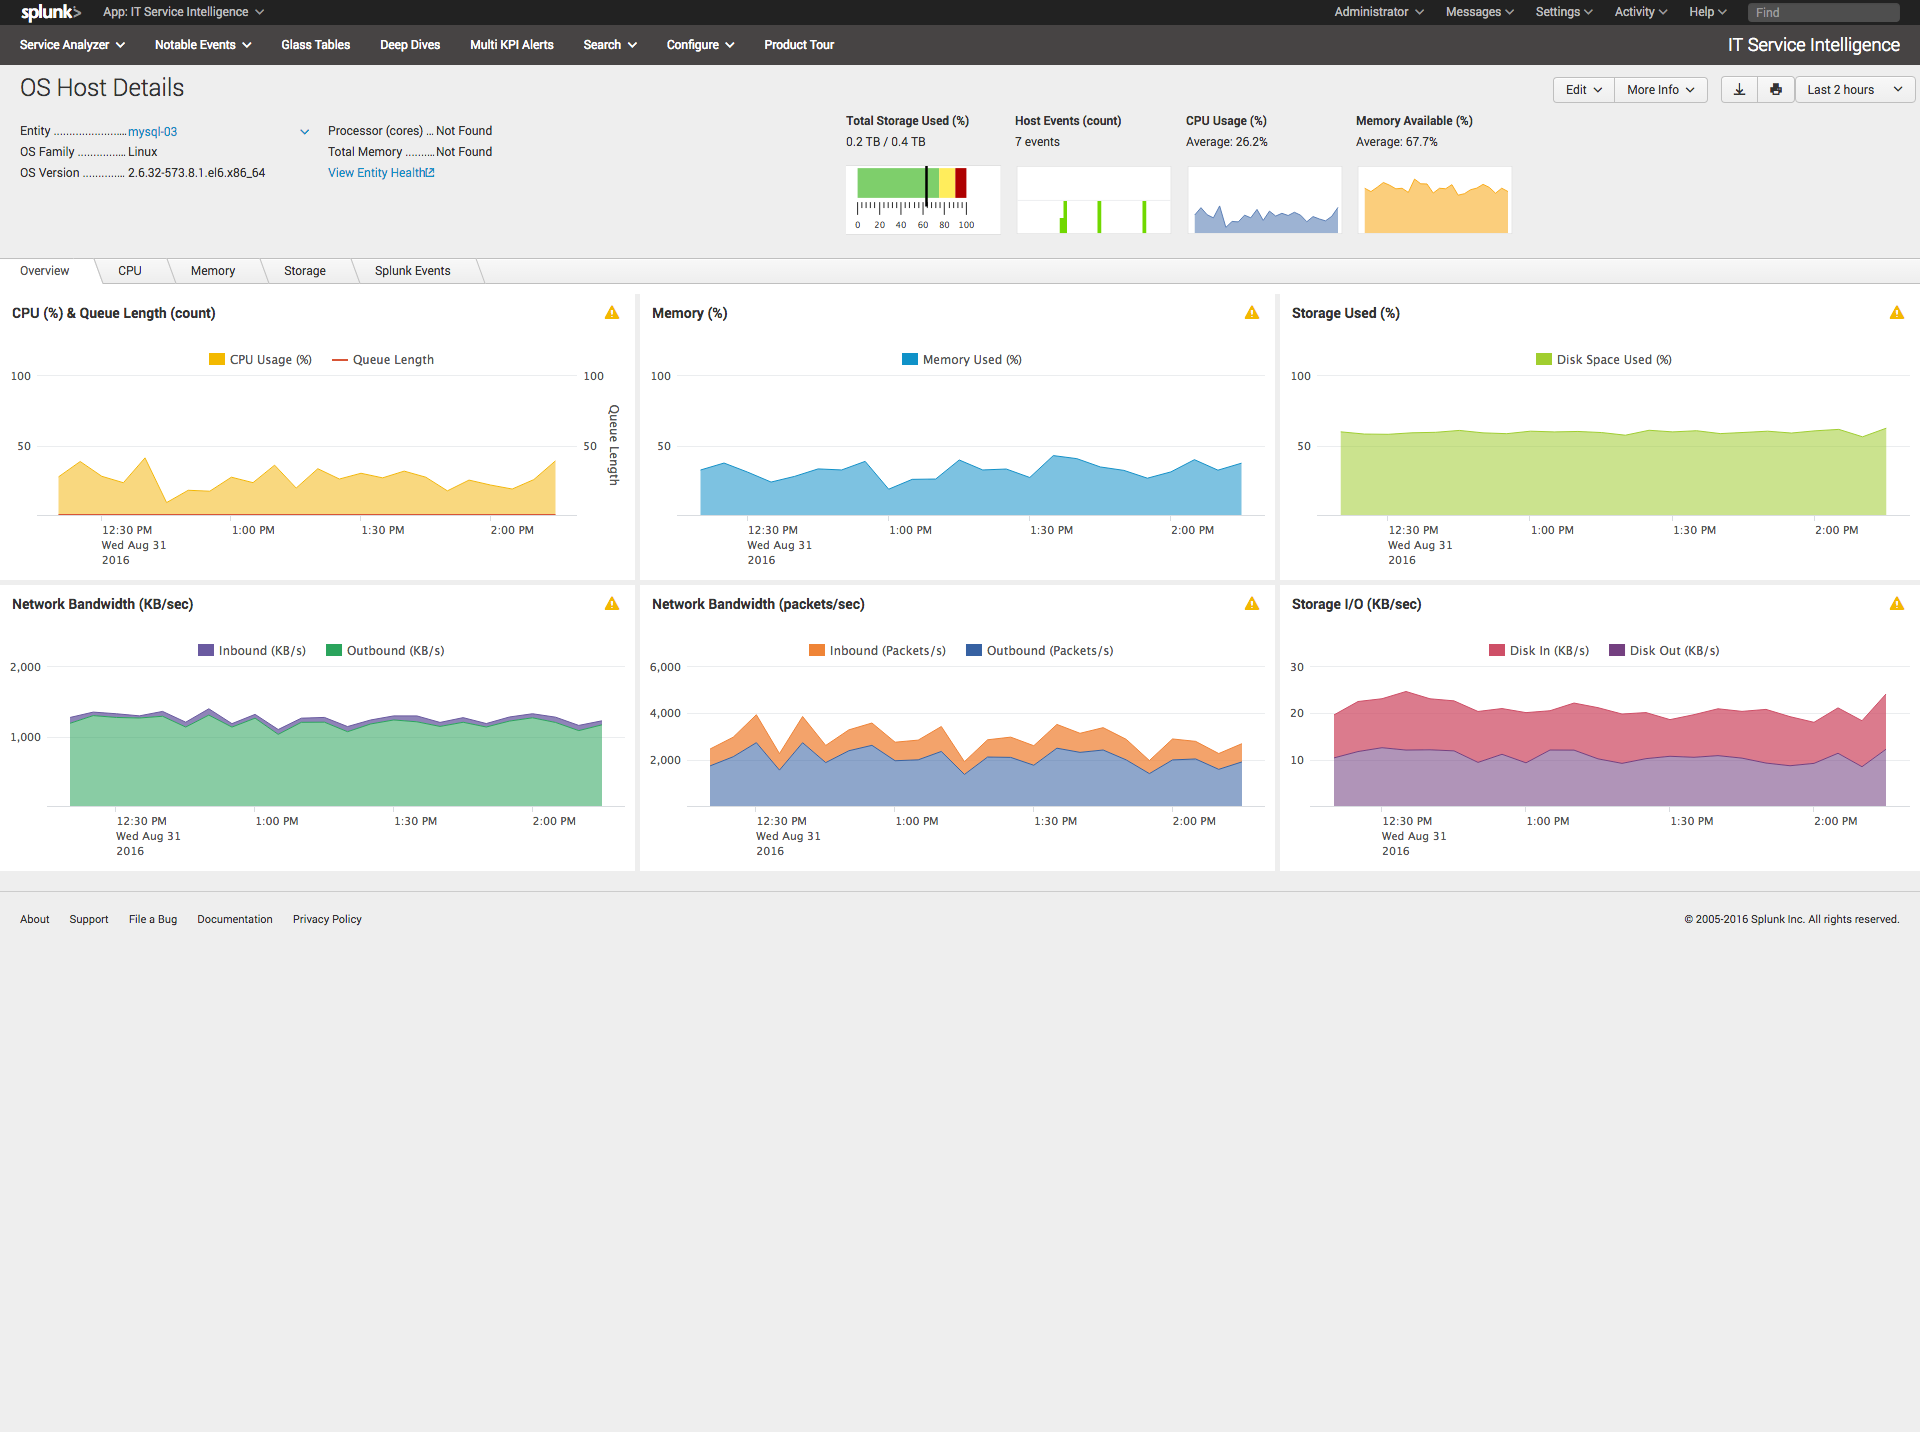 splunk> App: IT Service Intelligence Administrator Messages Settings Activity Help Find
Service Analyzer Notable Events Glass Tables Deep Dives Multi KPI Alerts Search Configure Product Tour IT Service Intelligence
OS Host Details
Edit More Info Last 2 hours
Entity ........................ mysql-03
OS Family ................ Linux
OS Version .............. 2.6.32-573.8.1.el6.x86_64
Processor (cores) ... Not Found
Total Memory .......... Not Found
View Entity Health
Total Storage Used (%)
0.2 TB / 0.4 TB
0 20 40 60 80 100
Host Events (count)
7 events
CPU Usage (%)
Average: 26.2%
Memory Available (%)
Average: 67.7%
Overview CPU Memory Storage Splunk Events
CPU (%) & Queue Length (count)
CPU Usage (%) Queue Length
100 100
50 50
Queue Length
12:30 PM 1:00 PM 1:30 PM 2:00 PM
Wed Aug 31
2016
Memory (%)
Memory Used (%)
100
50
12:30 PM 1:00 PM 1:30 PM 2:00 PM
Wed Aug 31
2016
Storage Used (%)
Disk Space Used (%)
100
50
12:30 PM 1:00 PM 1:30 PM 2:00 PM
Wed Aug 31
2016
Network Bandwidth (KB/sec)
Inbound (KB/s) Outbound (KB/s)
2,000
1,000
12:30 PM 1:00 PM 1:30 PM 2:00 PM
Wed Aug 31
2016
Network Bandwidth (packets/sec)
Inbound (Packets/s) Outbound (Packets/s)
6,000
4,000
2,000
12:30 PM 1:00 PM 1:30 PM 2:00 PM
Wed Aug 31
2016
Storage I/O (KB/sec)
Disk In (KB/s) Disk Out (KB/s)
30
20
10
12:30 PM 1:00 PM 1:30 PM 2:00 PM
Wed Aug 31
2016
About Support File a Bug Documentation Privacy Policy © 2005-2016 Splunk Inc. All rights reserved.